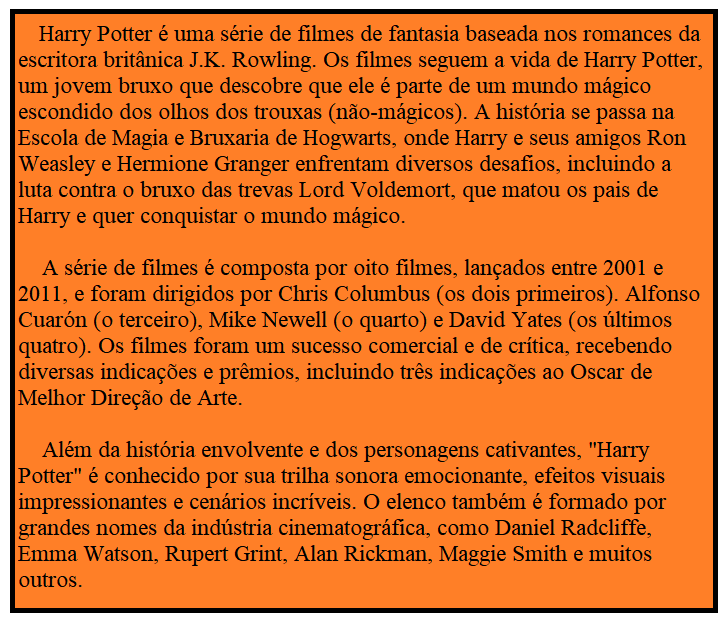 Harry Potter é uma série de filmes de fantasia baseada nos romances da
escritora britânica J.K. Rowling. Os filmes seguem a vida de Harry Potter,
um jovem bruxo que descobre que ele é parte de um mundo mágico
escondido dos olhos dos trouxas (não-mágicos). A história se passa na
Escola de Magia e Bruxaria de Hogwarts, onde Harry e seus amigos Ron
Weasley e Hermione Granger enfrentam diversos desafios, incluindo a
luta contra o bruxo das trevas Lord Voldemort, que matou os pais de
Harry e quer conquistar o mundo mágico.
A série de filmes é composta por oito filmes, lançados entre 2001 e
2011, e foram dirigidos por Chris Columbus (os dois primeiros). Alfonso
Cuarón (o terceiro), Mike Newell (o quarto) e David Yates (os últimos
quatro). Os filmes foram um sucesso comercial e de crítica, recebendo
diversas indicações e prêmios, incluindo três indicações ao Oscar de
Melhor Direção de Arte.
Além da história envolvente e dos personagens cativantes, "Harry
Potter" é conhecido por sua trilha sonora emocionante, efeitos visuais
impressionantes e cenários incríveis. O elenco também é formado por
grandes nomes da indústria cinematográfica, como Daniel Radcliffe,
Emma Watson, Rupert Grint, Alan Rickman, Maggie Smith e muitos
outros.